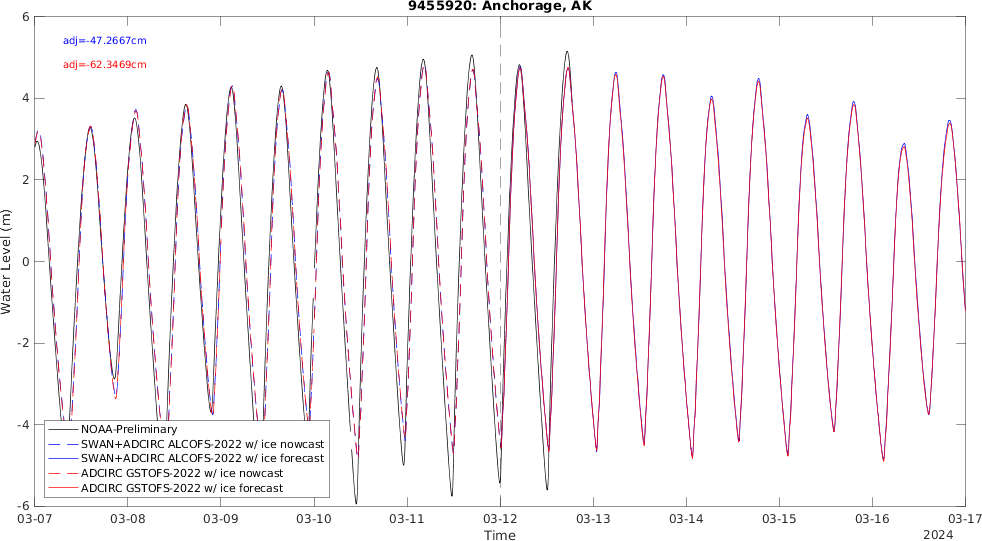 9455920: Anchorage, AK
6
adj=-47.2667cm
adj=-62.3469cm
4
2
0
-2
-4
-6
Water Level (m)
NOAA-Preliminary
SWAN+ADCIRC ALCOFS-2022 w/ ice nowcast
SWAN+ADCIRC ALCOFS-2022 w/ ice forecast
ADCIRC GSTOFS-2022 w/ ice nowcast
ADCIRC GSTOFS-2022 w/ ice forecast
03-07 03-08 03-09 03-10 03-11 03-12 03-13 03-14 03-15 03-16 03-17
Time
2024